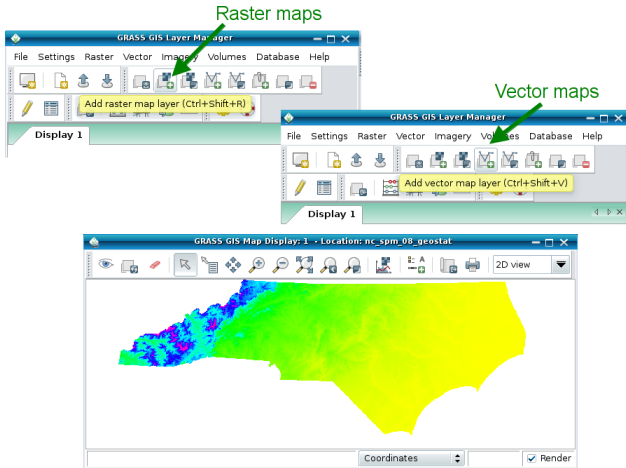 Raster maps
GRASS GIS Layer Manager
File Settings Raster Vector Imagery Volumes Database Help
Add raster map layer (Ctrl+Shift+R)
Display 1
Vector maps
GRASS GIS Layer Manager
File Settings Raster Vector Imagery Volumes Database Help
Add vector map layer (Ctrl+Shift+V)
Display 1
GRASS GIS Map Display: 1 - Location: nc_spm_08_geostat
2D view
Coordinates
Render